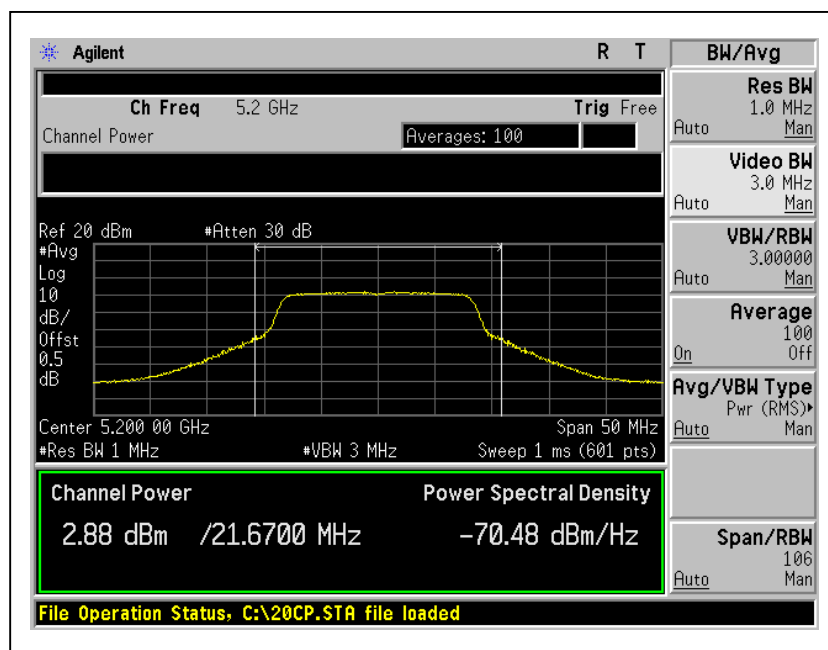 Agilent R T
Ch Freq 5.2 GHz Trig Free
Channel Power Averages: 100
Ref 20 dBm #Atten 30 dB
#Avg
Log
10
dB/
Offst
0.5
dB
Center 5.200 00 GHz Span 50 MHz
#Res BW 1 MHz #VBW 3 MHz Sweep 1 ms (601 pts)
Channel Power Power Spectral Density
2.88 dBm /21.6700 MHz -70.48 dBm/Hz
File Operation Status, C:\20CP.STA file loaded
BW/Avg
Res BW
1.0 MHz
Auto Man
Video BW
3.0 MHz
Auto Man
VBW/RBW
3.00000
Auto Man
Average
100
On Off
Avg/VBW Type
Pwr (RMS)▸
Auto Man
Span/RBW
106
Auto Man